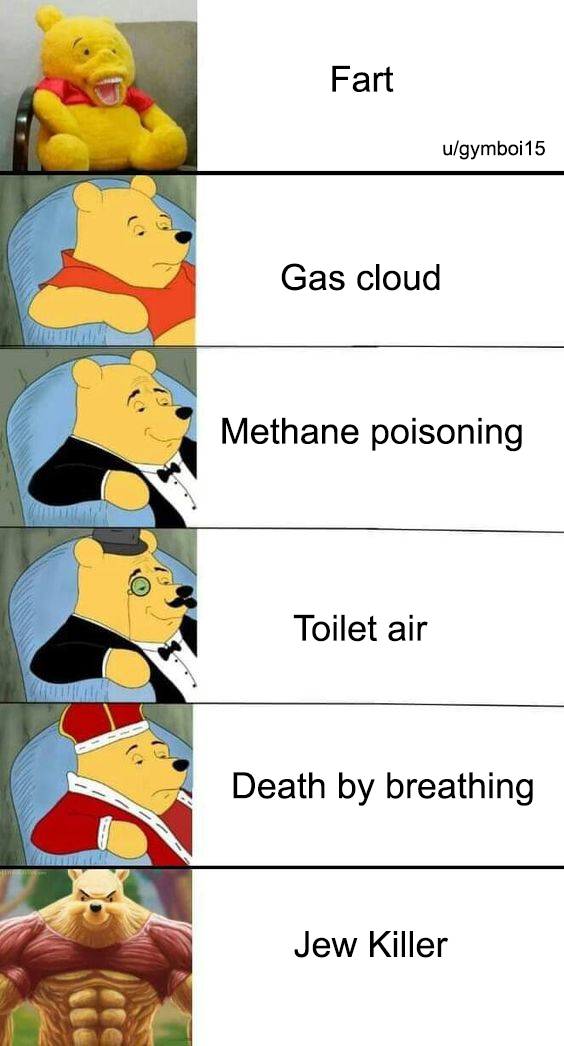 Fart
u/gymboi15
Gas cloud
Methane poisoning
Toilet air
Death by breathing
Jew Killer